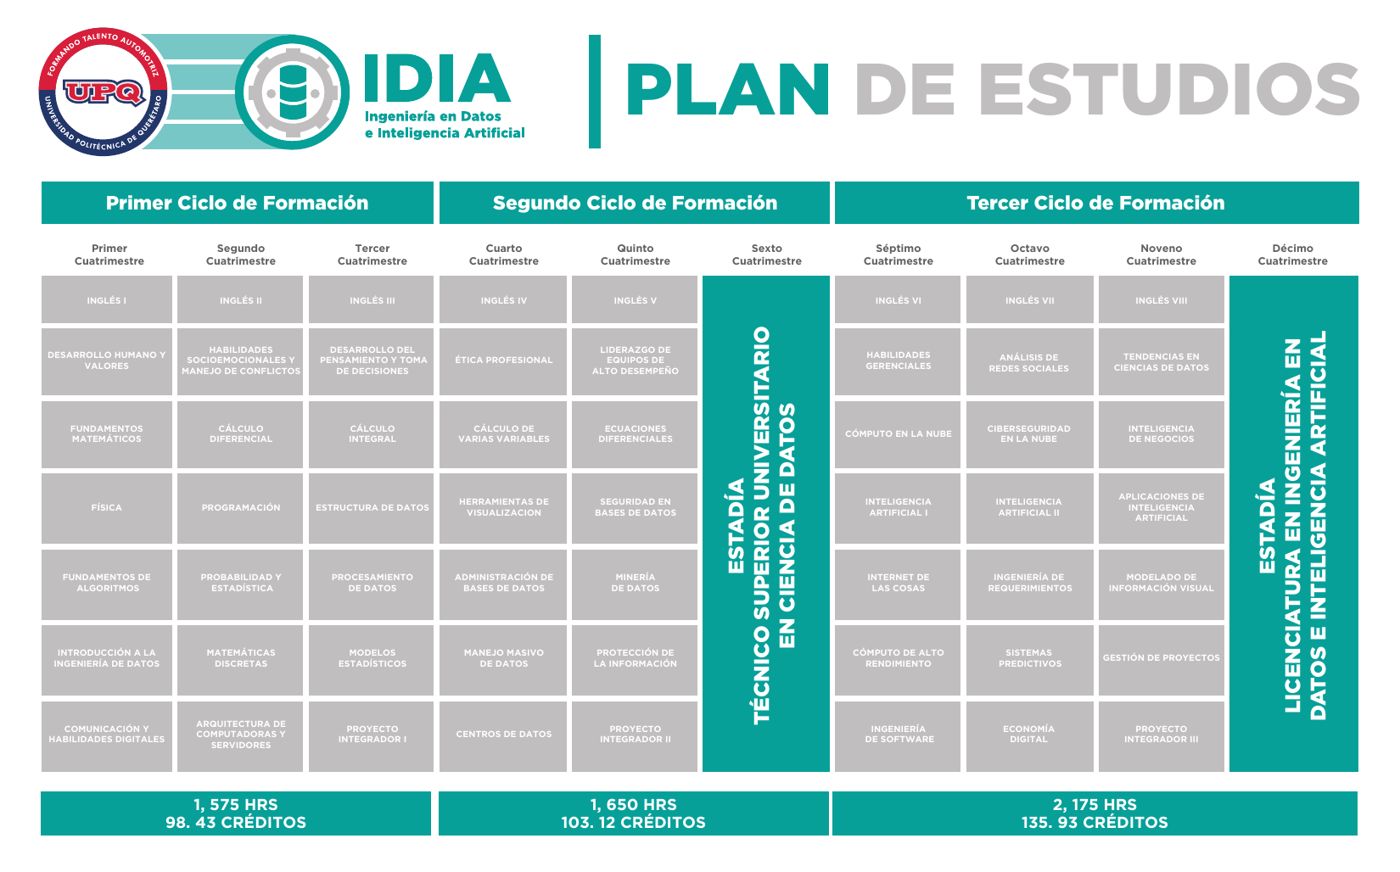 FORMANDO TALENTO AUTOMOTRIZ
UPQ
UNIVERSIDAD POLITÉCNICA DE QUERÉTARO
IDIA
Ingeniería en Datos
e Inteligencia Artificial
PLAN DE ESTUDIOS
Primer Ciclo de Formación
Segundo Ciclo de Formación
Tercer Ciclo de Formación
Primer
Cuatrimestre
Segundo
Cuatrimestre
Tercer
Cuatrimestre
Cuarto
Cuatrimestre
Quinto
Cuatrimestre
Sexto
Cuatrimestre
Séptimo
Cuatrimestre
Octavo
Cuatrimestre
Noveno
Cuatrimestre
Décimo
Cuatrimestre
INGLÉS I
INGLÉS II
INGLÉS III
INGLÉS IV
INGLÉS V
INGLÉS VI
INGLÉS VII
INGLÉS VIII
DESARROLLO HUMANO Y
VALORES
HABILIDADES
SOCIOEMOCIONALES Y
MANEJO DE CONFLICTOS
DESARROLLO DEL
PENSAMIENTO Y TOMA
DE DECISIONES
ÉTICA PROFESIONAL
LIDERAZGO DE
EQUIPOS DE
ALTO DESEMPEÑO
HABILIDADES
GERENCIALES
ANÁLISIS DE
REDES SOCIALES
TENDENCIAS EN
CIENCIAS DE DATOS
FUNDAMENTOS
MATEMÁTICOS
CÁLCULO
DIFERENCIAL
CÁLCULO
INTEGRAL
CÁLCULO DE
VARIAS VARIABLES
ECUACIONES
DIFERENCIALES
CÓMPUTO EN LA NUBE
CIBERSEGURIDAD
EN LA NUBE
INTELIGENCIA
DE NEGOCIOS
FÍSICA
PROGRAMACIÓN
ESTRUCTURA DE DATOS
HERRAMIENTAS DE
VISUALIZACION
SEGURIDAD EN
BASES DE DATOS
INTELIGENCIA
ARTIFICIAL I
INTELIGENCIA
ARTIFICIAL II
APLICACIONES DE
INTELIGENCIA
ARTIFICIAL
FUNDAMENTOS DE
ALGORITMOS
PROBABILIDAD Y
ESTADÍSTICA
PROCESAMIENTO
DE DATOS
ADMINISTRACIÓN DE
BASES DE DATOS
MINERÍA
DE DATOS
INTERNET DE
LAS COSAS
INGENIERÍA DE
REQUERIMIENTOS
MODELADO DE
INFORMACIÓN VISUAL
INTRODUCCIÓN A LA
INGENIERÍA DE DATOS
MATEMÁTICAS
DISCRETAS
MODELOS
ESTADÍSTICOS
MANEJO MASIVO
DE DATOS
PROTECCIÓN DE
LA INFORMACIÓN
CÓMPUTO DE ALTO
RENDIMIENTO
SISTEMAS
PREDICTIVOS
GESTIÓN DE PROYECTOS
COMUNICACIÓN Y
HABILIDADES DIGITALES
ARQUITECTURA DE
COMPUTADORAS Y
SERVIDORES
PROYECTO
INTEGRADOR I
CENTROS DE DATOS
PROYECTO
INTEGRADOR II
INGENIERÍA
DE SOFTWARE
ECONOMÍA
DIGITAL
PROYECTO
INTEGRADOR III
ESTADÍA
TÉCNICO SUPERIOR UNIVERSITARIO
EN CIENCIA DE DATOS
ESTADÍA
LICENCIATURA EN INGENIERÍA EN
DATOS E INTELIGENCIA ARTIFICIAL
1, 575 HRS
98. 43 CRÉDITOS
1, 650 HRS
103. 12 CRÉDITOS
2, 175 HRS
135. 93 CRÉDITOS